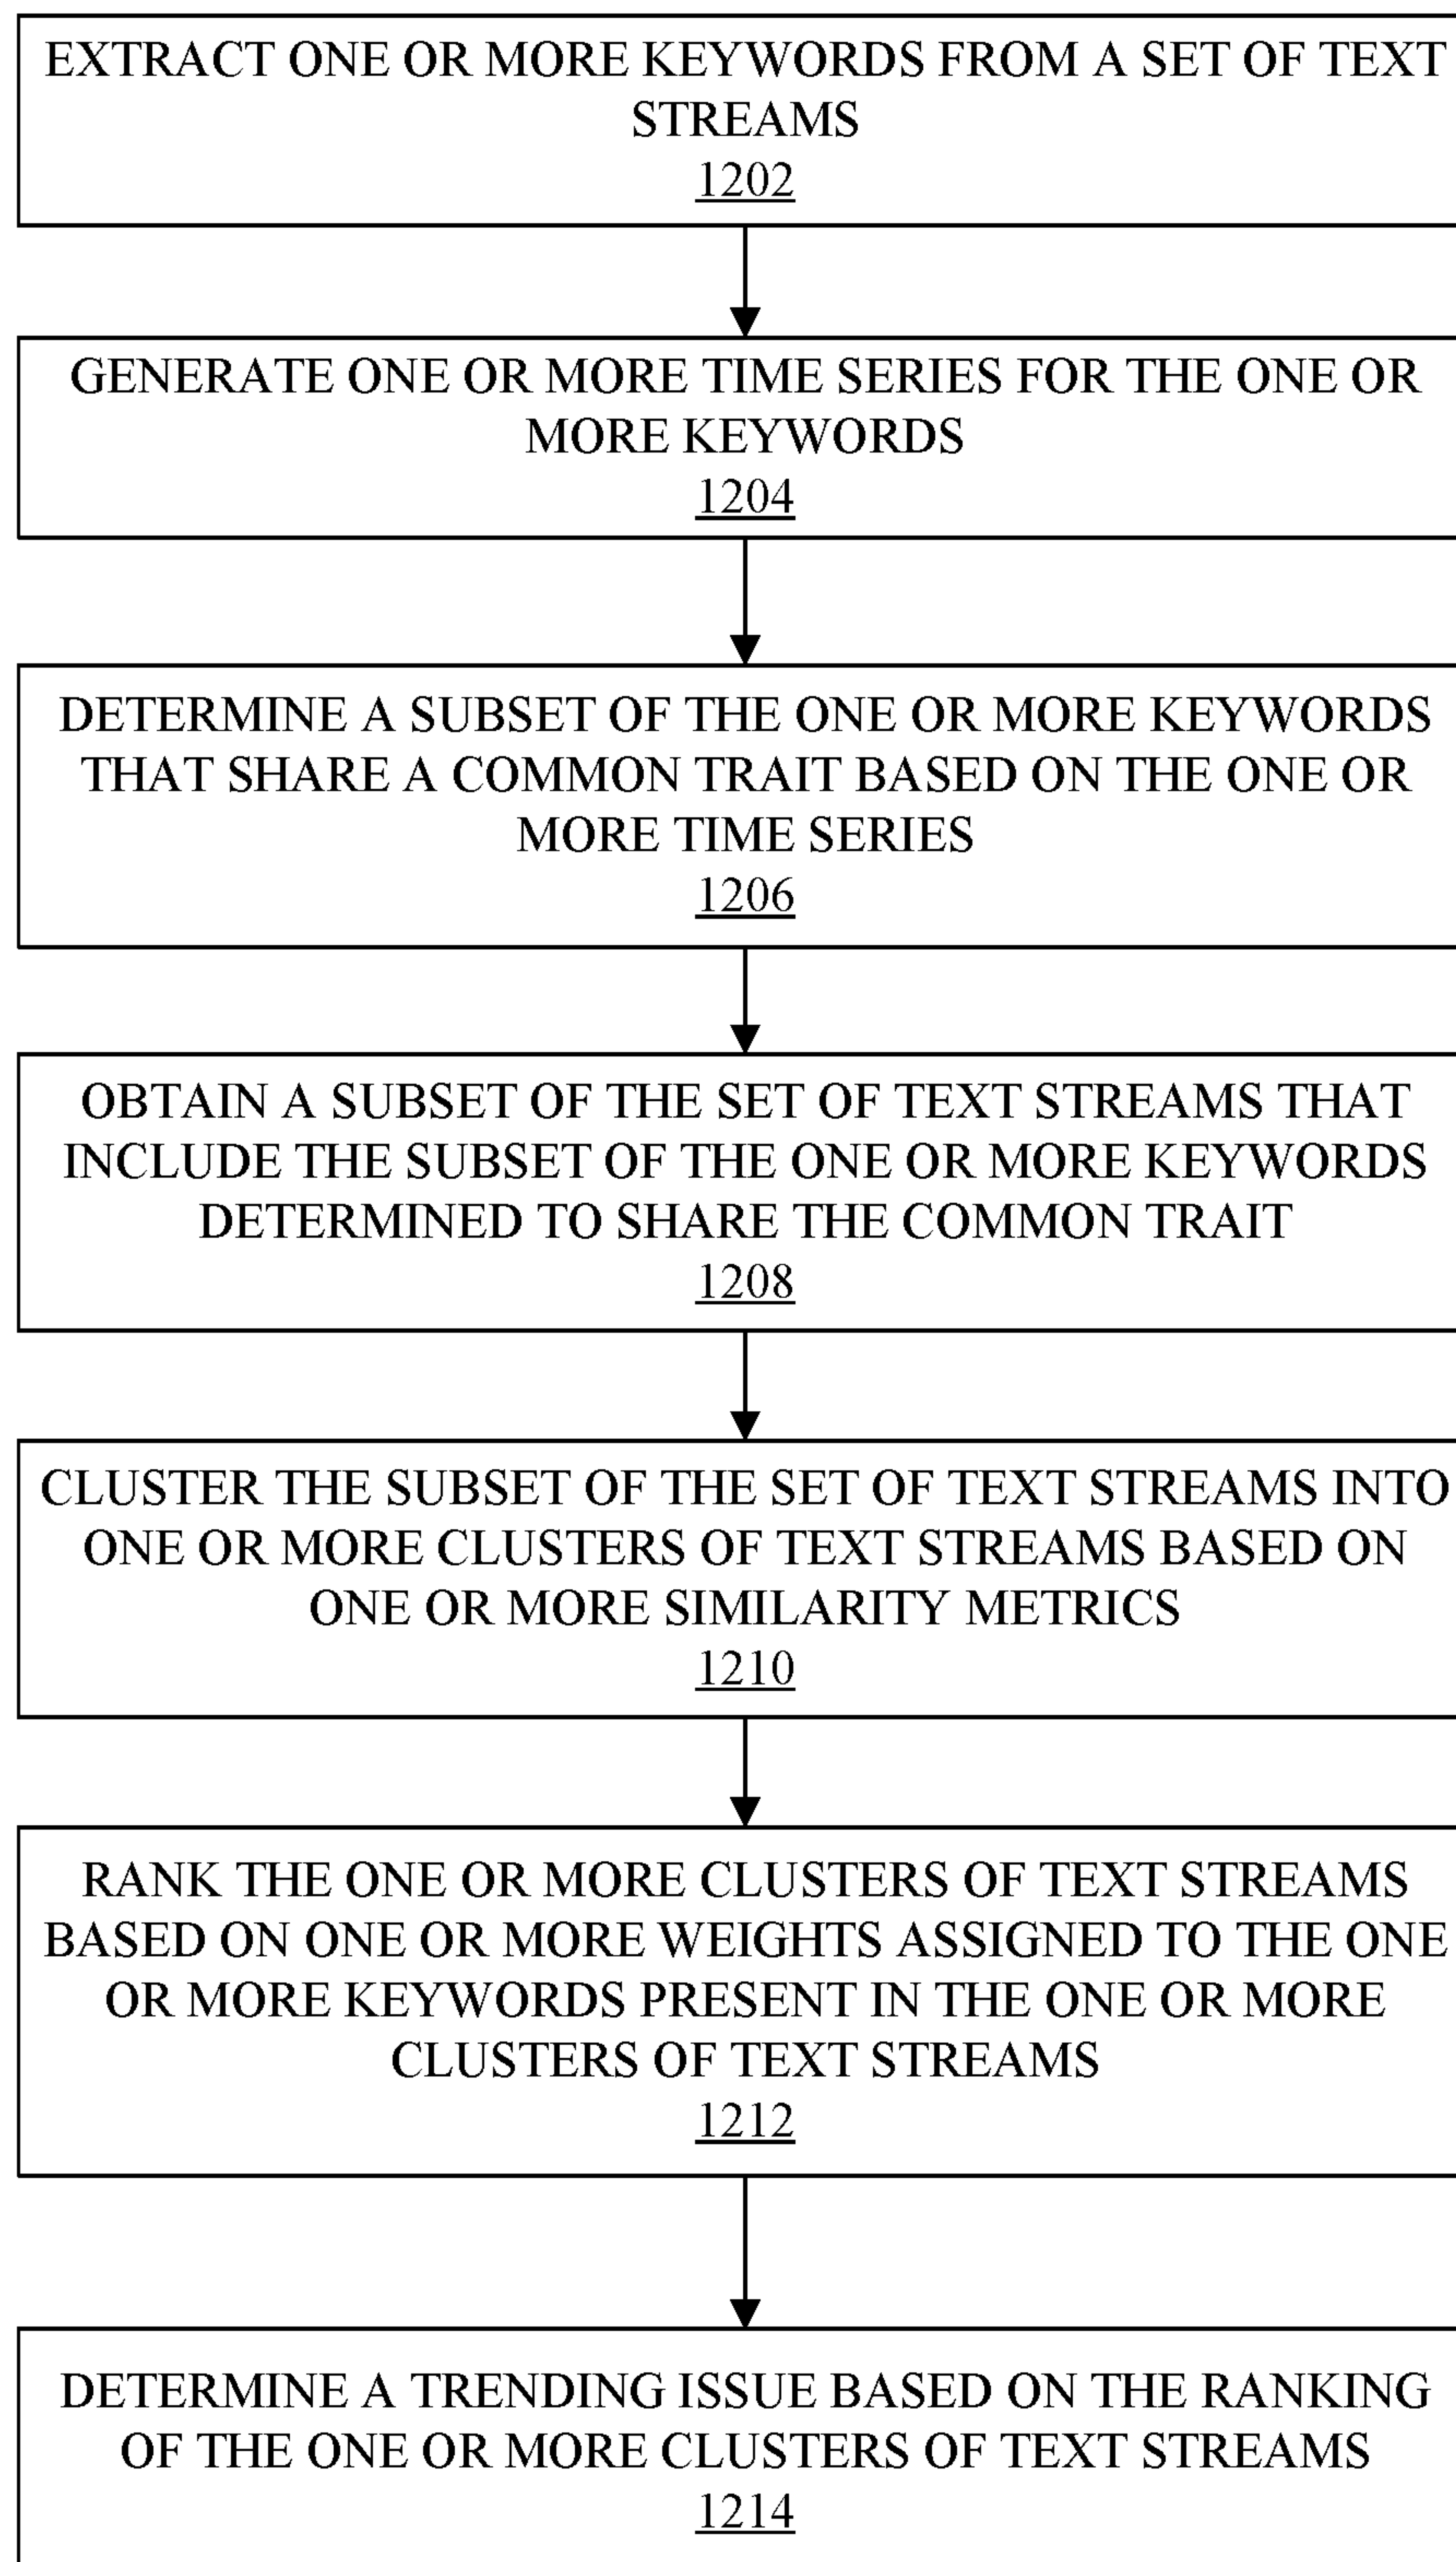 EXTRACT ONE OR MORE KEYWORDS FROM A SET OF TEXT
STREAMS
1202
GENERATE ONE OR MORE TIME SERIES FOR THE ONE OR
MORE KEYWORDS
1204
DETERMINE A SUBSET OF THE ONE OR MORE KEYWORDS
THAT SHARE A COMMON TRAIT BASED ON THE ONE OR
MORE TIME SERIES
1206
OBTAIN A SUBSET OF THE SET OF TEXT STREAMS THAT
INCLUDE THE SUBSET OF THE ONE OR MORE KEYWORDS
DETERMINED TO SHARE THE COMMON TRAIT
1208
CLUSTER THE SUBSET OF THE SET OF TEXT STREAMS INTO
ONE OR MORE CLUSTERS OF TEXT STREAMS BASED ON
ONE OR MORE SIMILARITY METRICS
1210
RANK THE ONE OR MORE CLUSTERS OF TEXT STREAMS
BASED ON ONE OR MORE WEIGHTS ASSIGNED TO THE ONE
OR MORE KEYWORDS PRESENT IN THE ONE OR MORE
CLUSTERS OF TEXT STREAMS
1212
DETERMINE A TRENDING ISSUE BASED ON THE RANKING
OF THE ONE OR MORE CLUSTERS OF TEXT STREAMS
1214